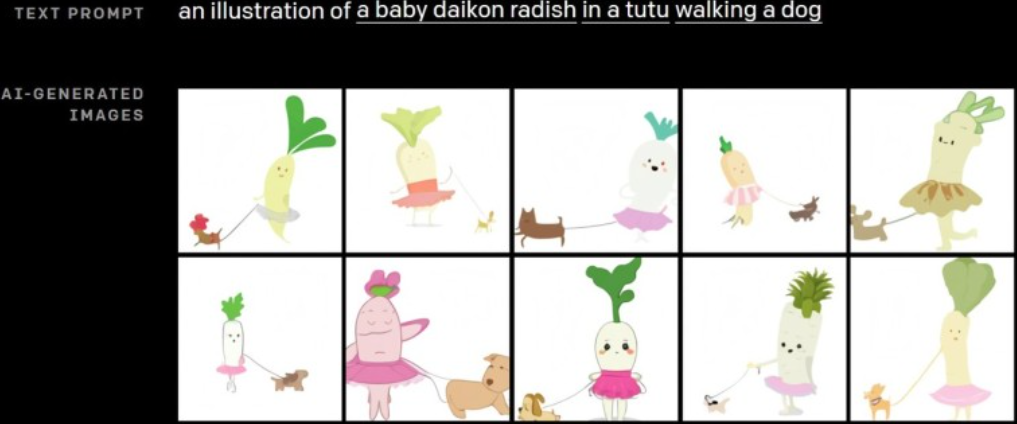 TEXT PROMPT
an illustration of a baby daikon radish in a tutu walking a dog
AI-GENERATED
IMAGES